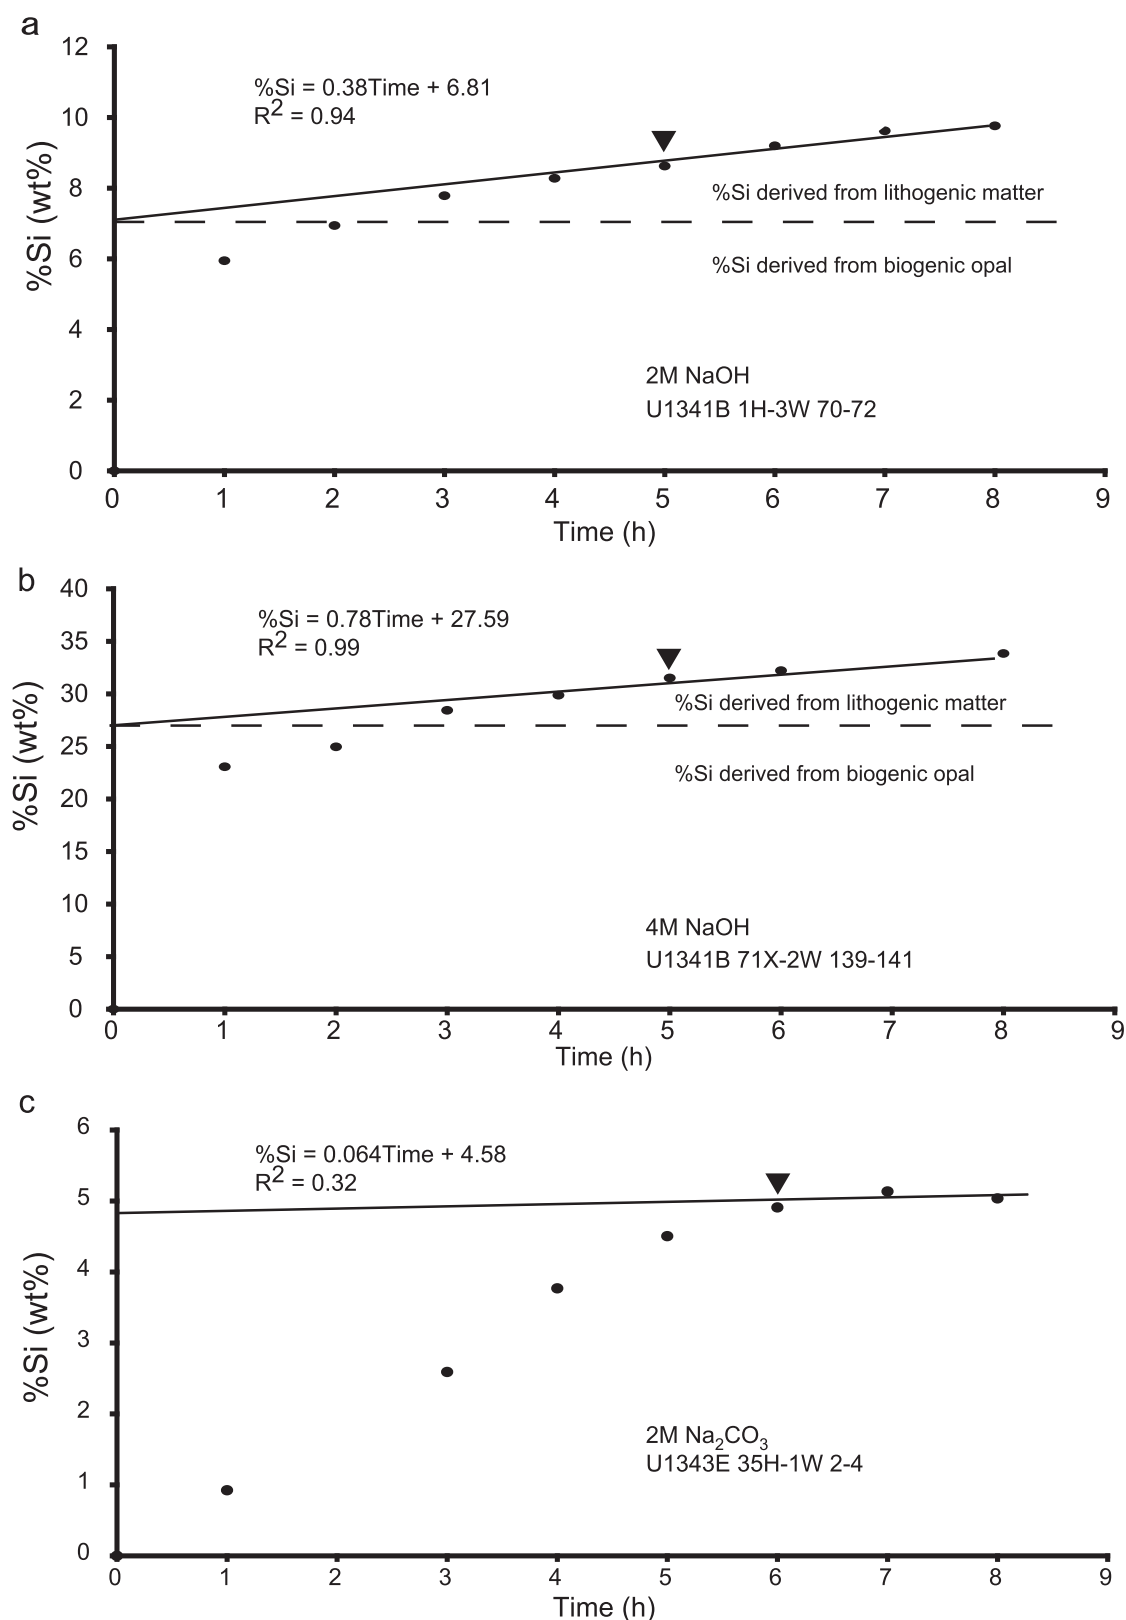 a
12
%Si = 0.38Time + 6.81
R2 = 0.94
10
8
%Si derived from lithogenic matter
%Si (wt%)
6
%Si derived from biogenic opal
4
2M NaOH
2
U1341B 1H-3W 70-72
0
0 1 2 3 4 5 6 7 8 9
Time (h)
b
40
%Si = 0.78Time + 27.59
35
R2 = 0.99
30
%Si derived from lithogenic matter
%Si (wt%)
25
%Si derived from biogenic opal
20
15
10
4M NaOH
5
U1341B 71X-2W 139-141
0
0 1 2 3 4 5 6 7 8 9
Time (h)
c
6
%Si = 0.064Time + 4.58
R2 = 0.32
5
4
%Si (wt%)
3
2
2M Na2CO3
U1343E 35H-1W 2-4
1
0
0 1 2 3 4 5 6 7 8 9
Time (h)